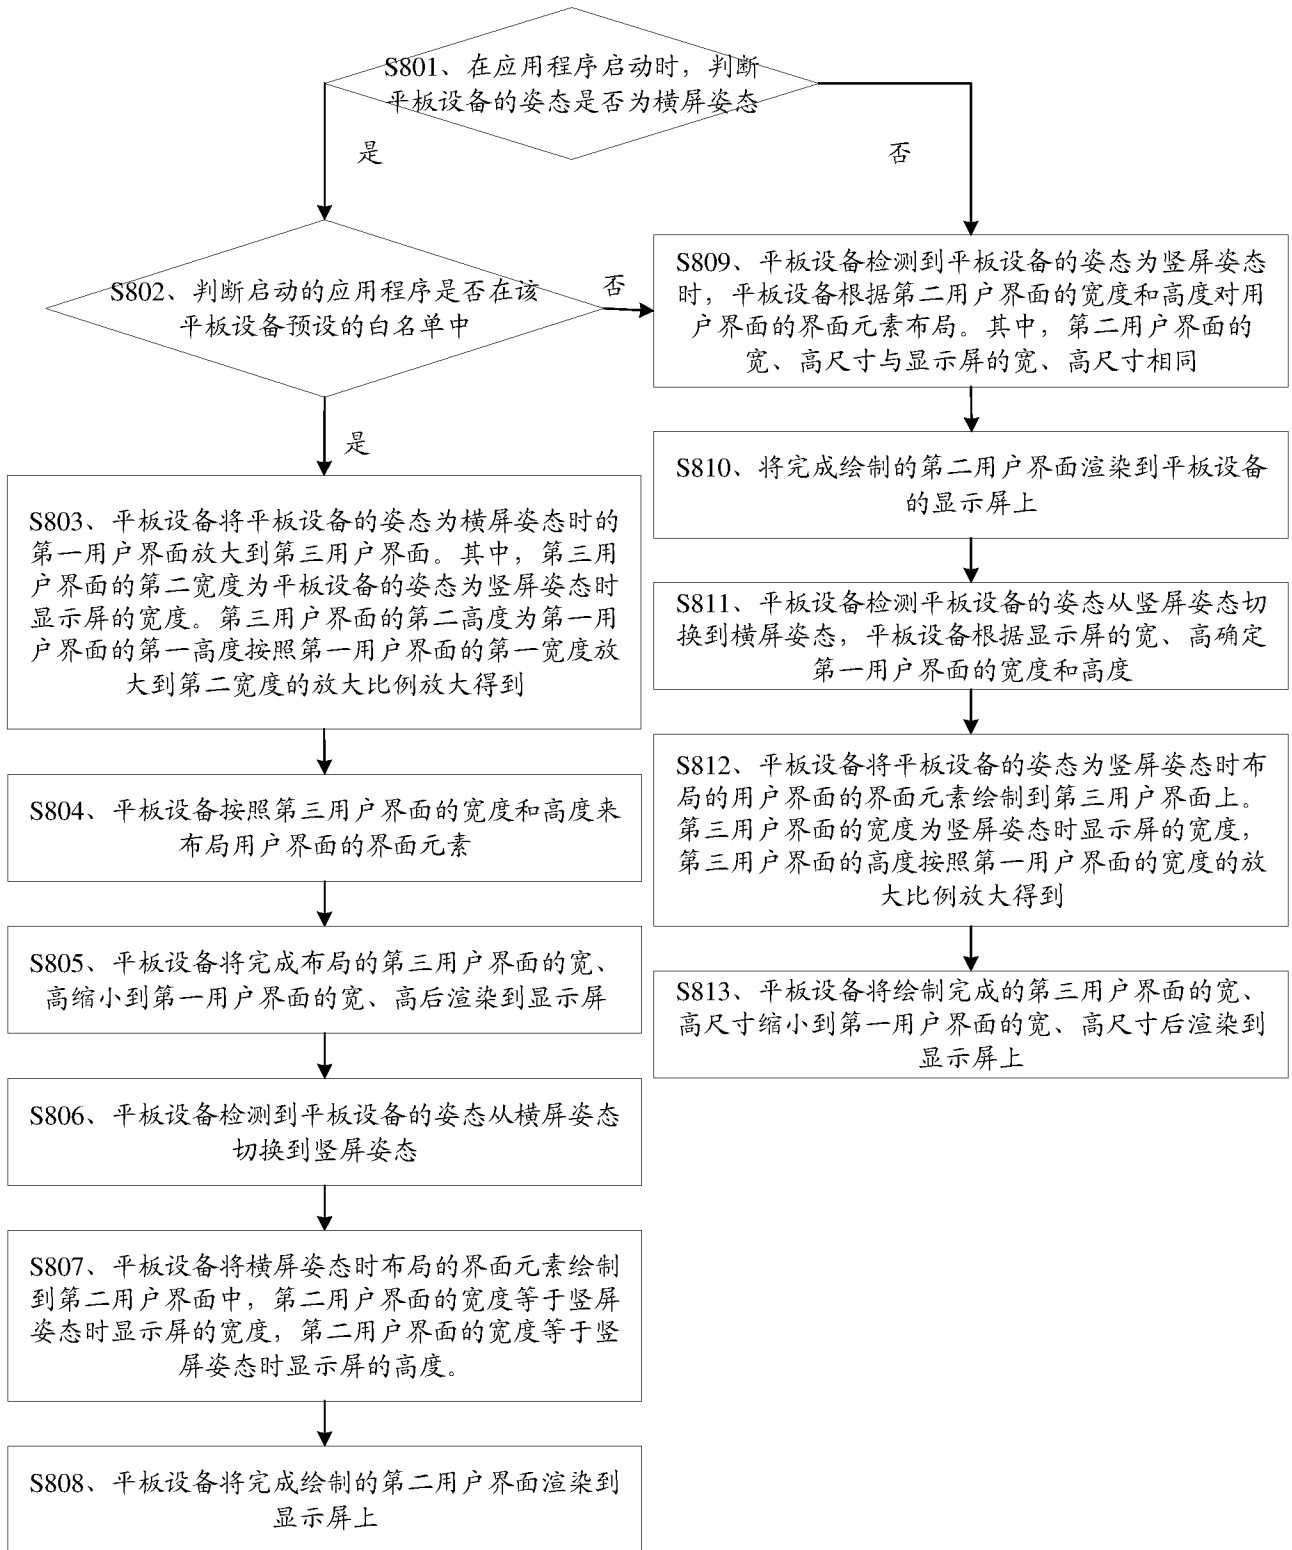 S801、在应用程序启动时，判断
平板设备的姿态是否为横屏姿态
是
否
S802、判断启动的应用程序是否在该
平板设备预设的白名单中
否
是
S803、平板设备将平板设备的姿态为横屏姿态时的
第一用户界面放大到第三用户界面。其中，第三用
户界面的第二宽度为平板设备的姿态为竖屏姿态时
显示屏的宽度。第三用户界面的第二高度为第一用
户界面的第一高度按照第一用户界面的第一宽度放
大到第二宽度的放大比例放大得到
S804、平板设备按照第三用户界面的宽度和高度来
布局用户界面的界面元素
S805、平板设备将完成布局的第三用户界面的宽、
高缩小到第一用户界面的宽、高后渲染到显示屏
S806、平板设备检测到平板设备的姿态从横屏姿态
切换到竖屏姿态
S807、平板设备将横屏姿态时布局的界面元素绘制
到第二用户界面中，第二用户界面的宽度等于竖屏
姿态时显示屏的宽度，第二用户界面的宽度等于竖
屏姿态时显示屏的高度。
S808、平板设备将完成绘制的第二用户界面渲染到
显示屏上
S809、平板设备检测到平板设备的姿态为竖屏姿态
时，平板设备根据第二用户界面的宽度和高度对用
户界面的界面元素布局。其中，第二用户界面的
宽、高尺寸与显示屏的宽、高尺寸相同
S810、将完成绘制的第二用户界面渲染到平板设备
的显示屏上
S811、平板设备检测平板设备的姿态从竖屏姿态切
换到横屏姿态，平板设备根据显示屏的宽、高确定
第一用户界面的宽度和高度
S812、平板设备将平板设备的姿态为竖屏姿态时布
局的用户界面的界面元素绘制到第三用户界面上。
第三用户界面的宽度为竖屏姿态时显示屏的宽度，
第三用户界面的高度按照第一用户界面的宽度的放
大比例放大得到
S813、平板设备将绘制完成的第三用户界面的宽、
高尺寸缩小到第一用户界面的宽、高尺寸后渲染到
显示屏上